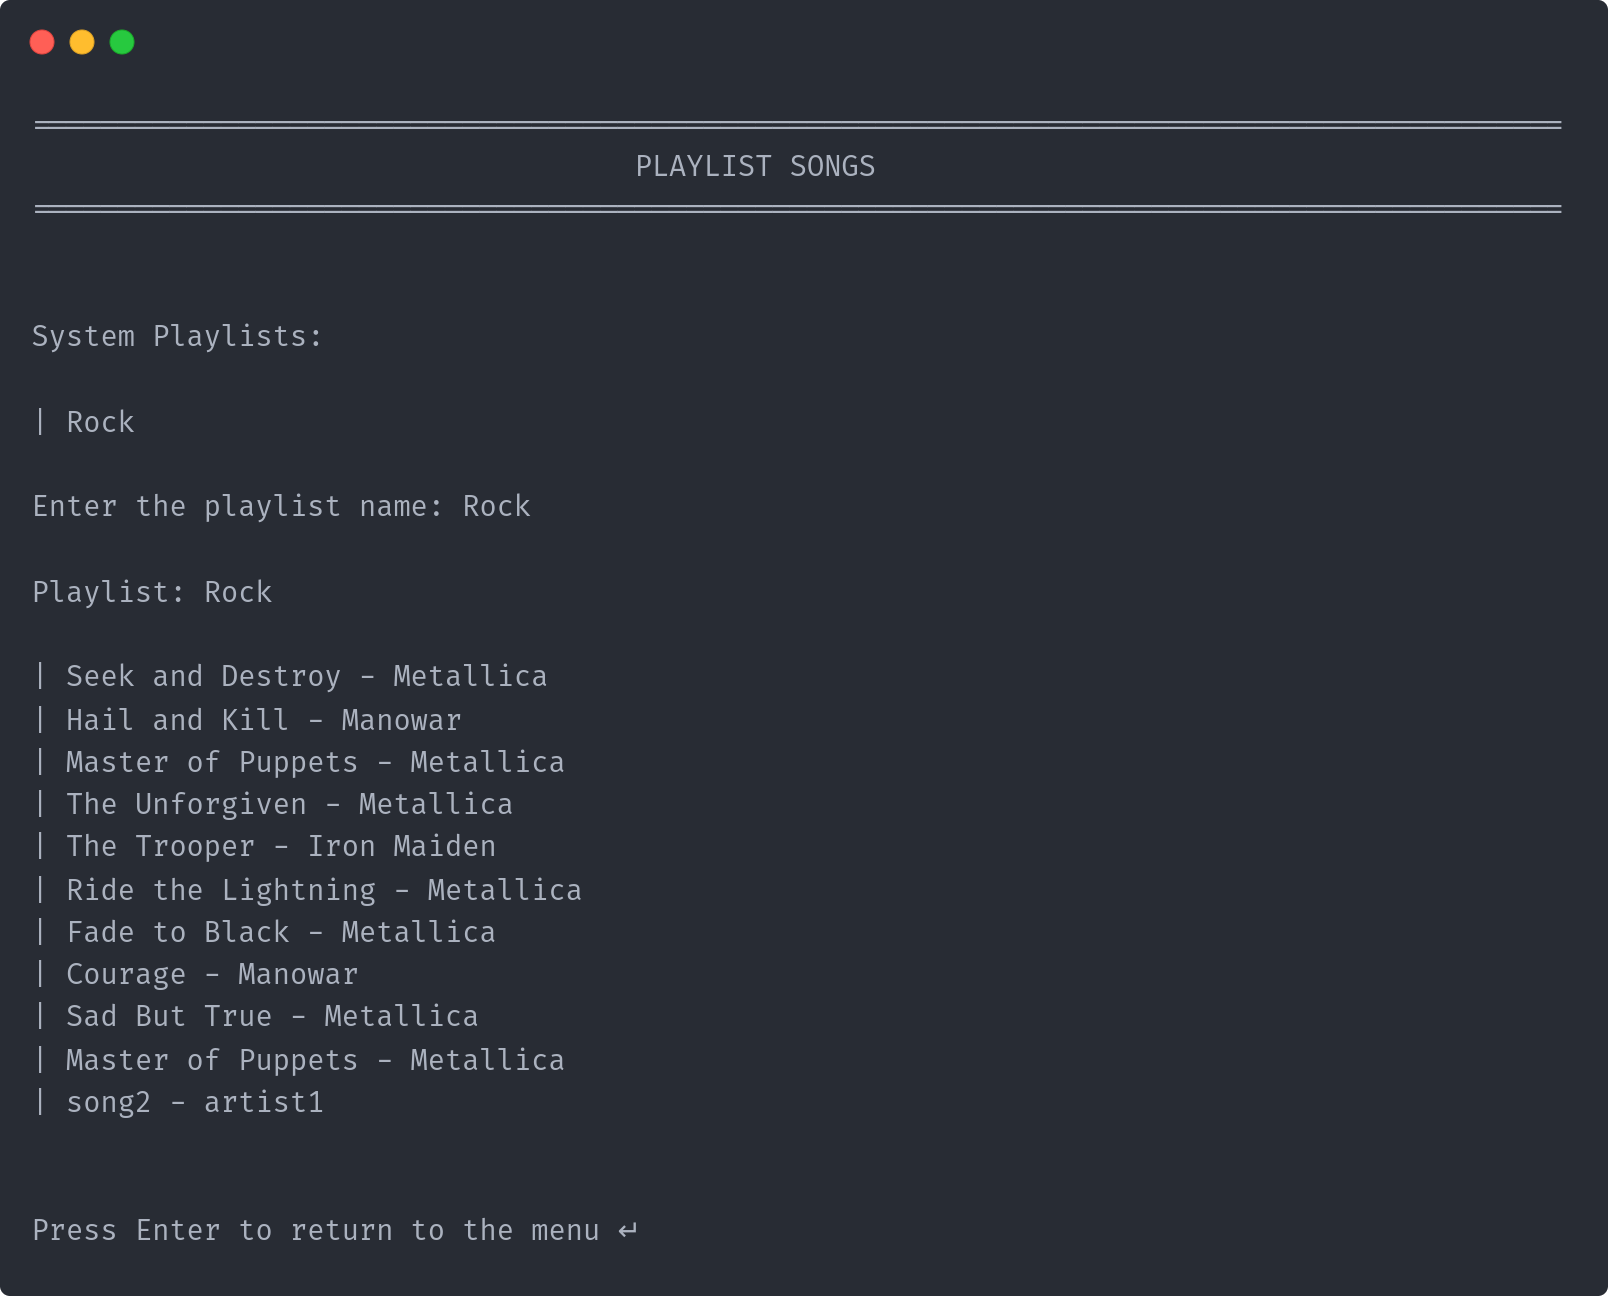 PLAYLIST SONGS
System Playlists:
| Rock
Enter the playlist name: Rock
Playlist: Rock
| Seek and Destroy - Metallica
| Hail and Kill - Manowar
| Master of Puppets - Metallica
| The Unforgiven - Metallica
| The Trooper - Iron Maiden
| Ride the Lightning - Metallica
| Fade to Black - Metallica
| Courage - Manowar
| Sad But True - Metallica
| Master of Puppets - Metallica
| song2 - artist1
Press Enter to return to the menu ↵